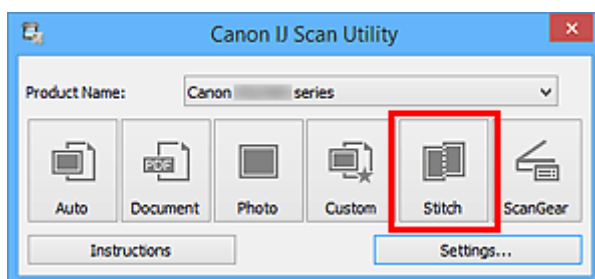 Canon IJ Scan Utility
Product Name: Canon series
PDF
Auto Document Photo Custom Stitch ScanGear
Instructions Settings...